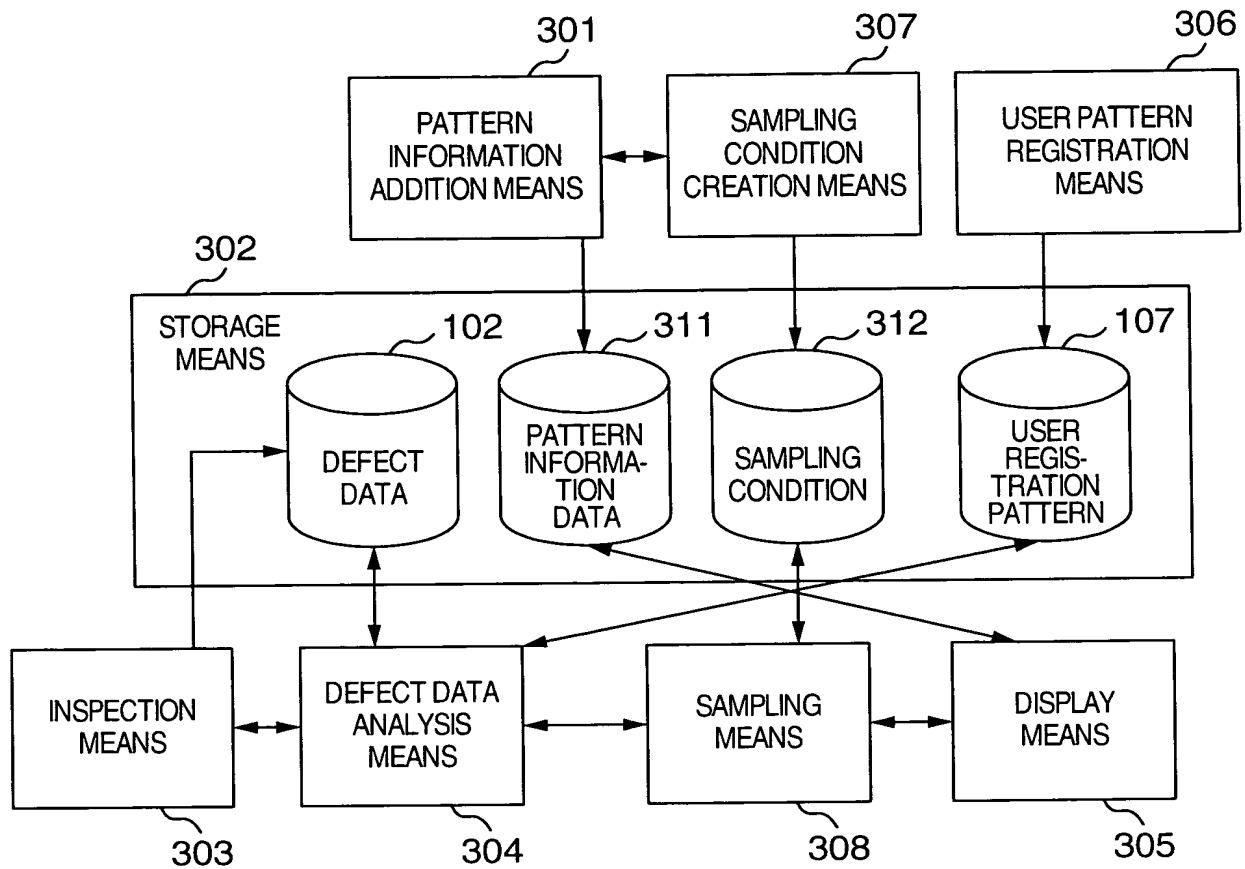 301
307
306
PATTERN
INFORMATION
ADDITION MEANS
SAMPLING
CONDITION
CREATION MEANS
USER PATTERN
REGISTRATION
MEANS
302
STORAGE
MEANS
102
311
312
107
DEFECT
DATA
PATTERN
INFORMA-
TION
DATA
SAMPLING
CONDITION
USER
REGIS-
TRATION
PATTERN
INSPECTION
MEANS
DEFECT DATA
ANALYSIS
MEANS
SAMPLING
MEANS
DISPLAY
MEANS
303
304
308
305